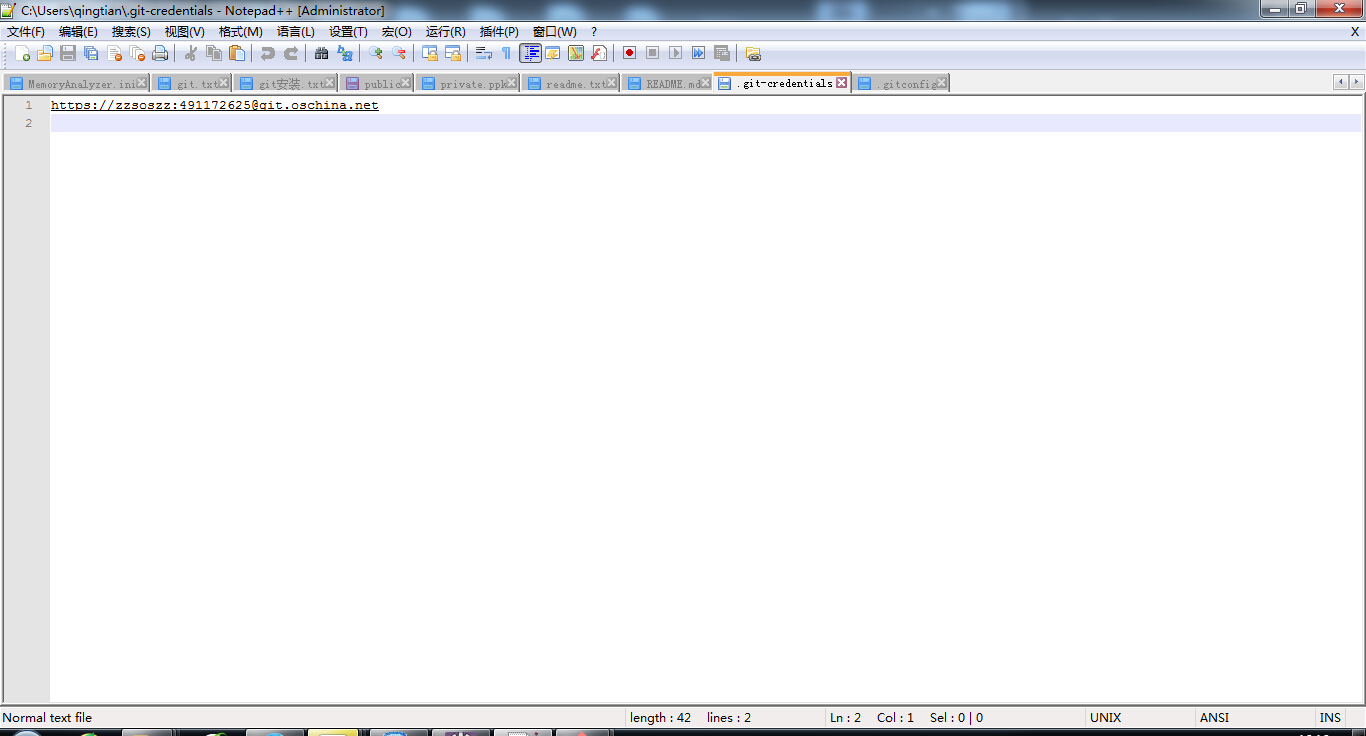 C:\Users\qingtian\.git-credentials - Notepad++ [Administrator]
文件(F) 编辑(E) 搜索(S) 视图(V) 格式(M) 语言(L) 设置(T) 宏(O) 运行(R) 插件(P) 窗口(W) ? X
MemoryAnalyzer.ini git.txt git安装.txt public private.ppk readme.txt README.md .git-credentials .gitconfig
1 https://zzsoszz:491172625@git.oschina.net
2
Normal text file length : 42 lines : 2 Ln : 2 Col : 1 Sel : 0 | 0 UNIX ANSI INS